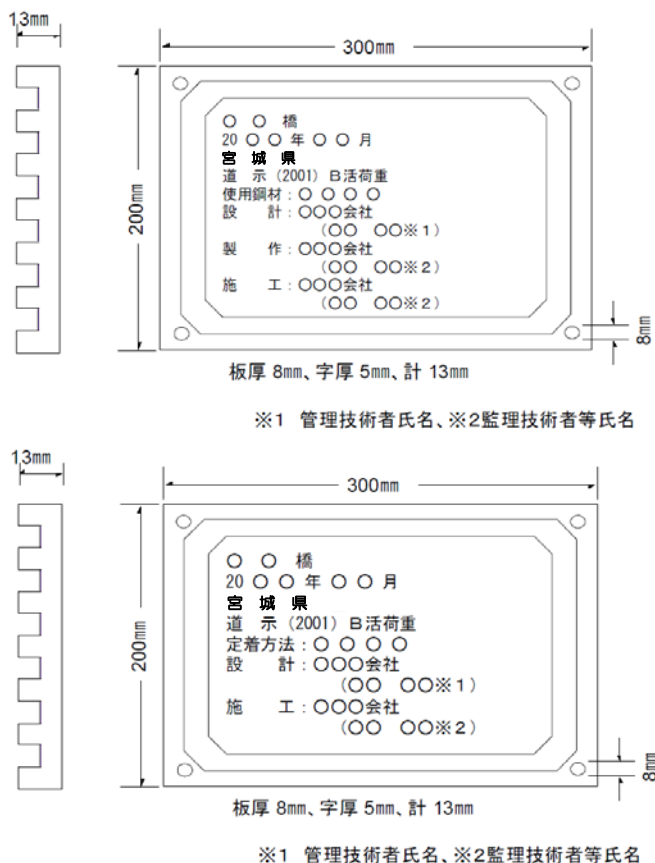 13mm
300mm
200mm
○ ○ 橋
20 ○ ○ 年 ○ ○ 月
宮 城 県
道 示 (2001) B活荷重
使用鋼材：○ ○ ○ ○
設 計：○○○会社
(○○ ○○※1)
製 作：○○○会社
(○○ ○○※2)
施 工：○○○会社
(○○ ○○※2)
8mm
板厚 8mm、字厚 5mm、計 13mm
※1 管理技術者氏名、※2監理技術者等氏名
13mm
300mm
200mm
○ ○ 橋
20 ○ ○ 年 ○ ○ 月
宮 城 県
道 示 (2001) B活荷重
定着方法：○ ○ ○ ○
設 計：○○○会社
(○○ ○○※1)
施 工：○○○会社
(○○ ○○※2)
8mm
板厚 8mm、字厚 5mm、計 13mm
※1 管理技術者氏名、※2監理技術者等氏名